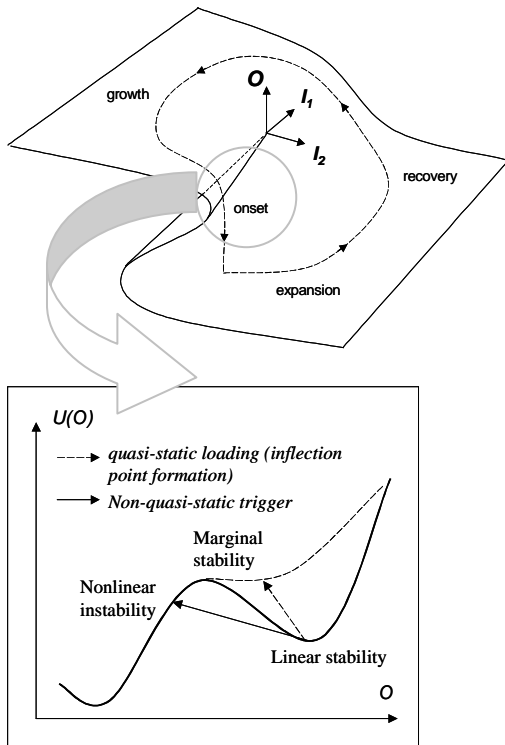 growth
O
I1
I2
recovery
onset
expansion
U(O)
quasi-static loading (inflection
point formation)
Non-quasi-static trigger
Marginal
stability
Nonlinear
instability
Linear stability
O